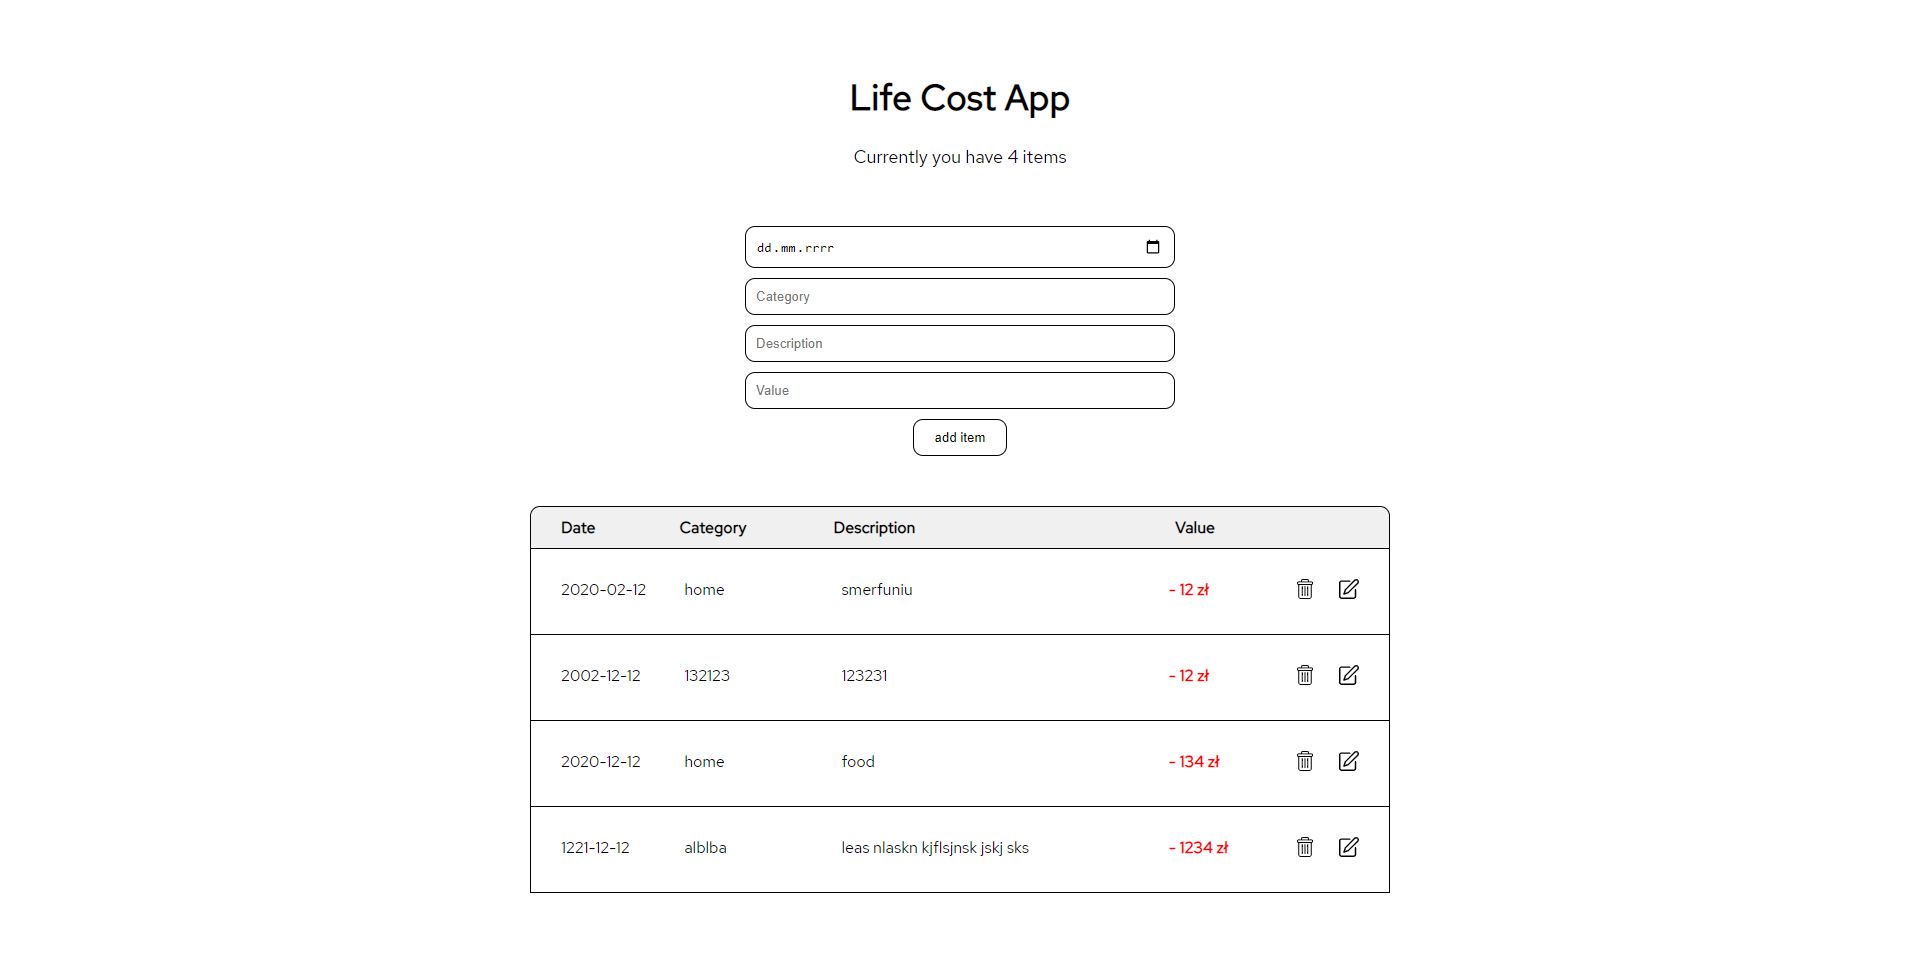 Life Cost App
Currently you have 4 items
dd.mm.rrrr
Category
Description
Value
add item
Date Category Description Value
2020-02-12 home smerfuniu - 12 zł
2002-12-12 132123 123231 - 12 zł
2020-12-12 home food - 134 zł
1221-12-12 alblba leas nlaskn kjflsjnsk jskj sks - 1234 zł